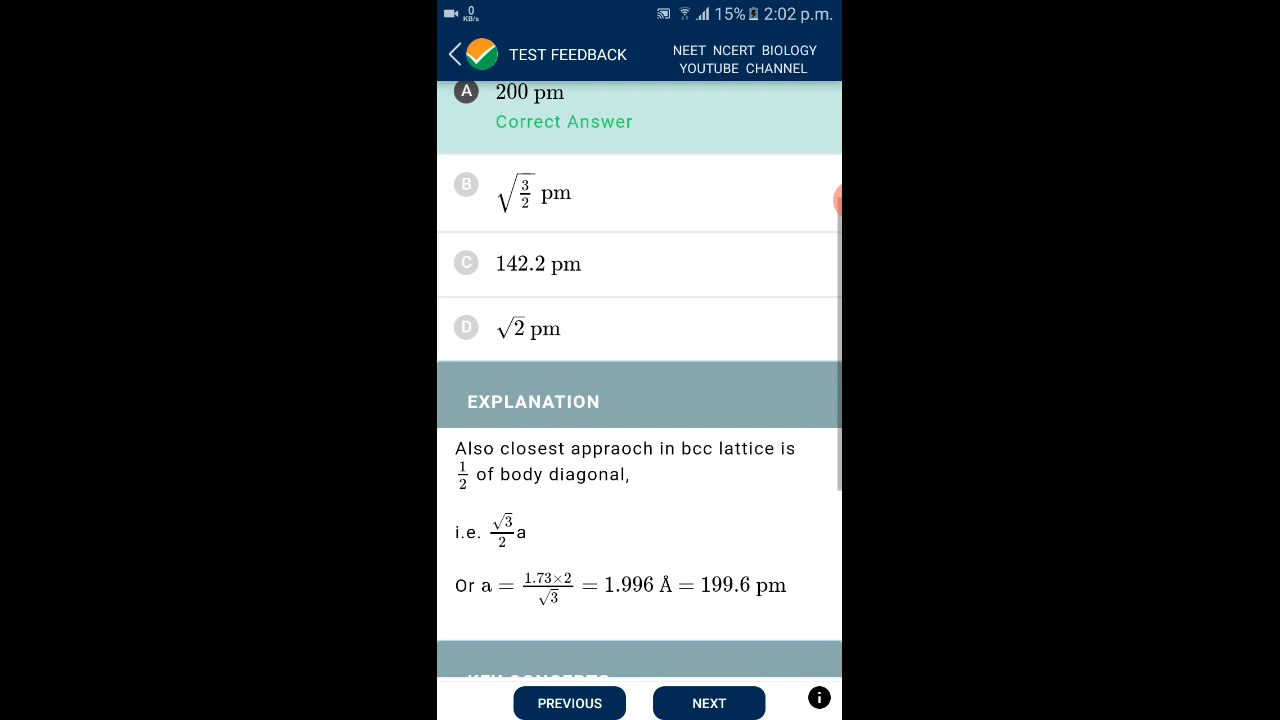 0
KB/s
15% 2:02 p.m.
TEST FEEDBACK
NEET NCERT BIOLOGY
YOUTUBE CHANNEL
A 200 pm
Correct Answer
B √(3/2) pm
C 142.2 pm
D √2 pm
EXPLANATION
Also closest appraoch in bcc lattice is
1/2 of body diagonal,
i.e. √3/2 a
Or a = 1.73×2/√3 = 1.996 Å = 199.6 pm
KEY CONCEPTS
PREVIOUS
NEXT
i